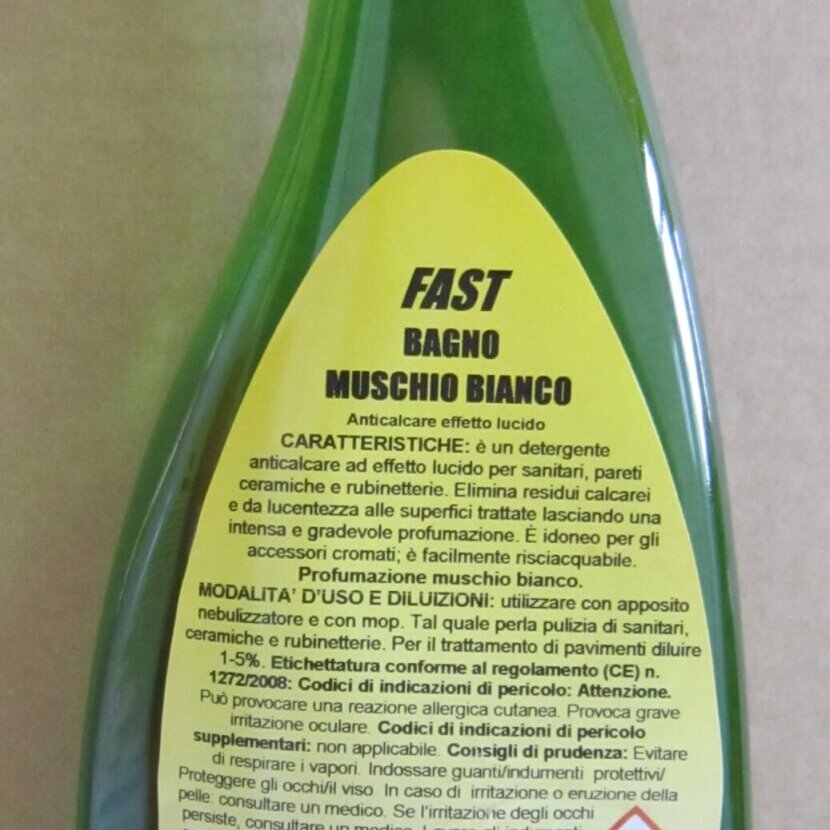 FAST
BAGNO
MUSCHIO BIANCO
Anticalcare effetto lucido
CARATTERISTICHE: è un detergente
anticalcare ad effetto lucido per sanitari, pareti
ceramiche e rubinetterie. Elimina residui calcarei
e da lucentezza alle superfici trattate lasciando una
intensa e gradevole profumazione. È idoneo per gli
accessori cromati; è facilmente risciacquabile.
Profumazione muschio bianco.
MODALITA' D'USO E DILUIZIONI: utilizzare con apposito
nebulizzatore e con mop. Tal quale perla pulizia di sanitari,
ceramiche e rubinetterie. Per il trattamento di pavimenti diluire
1-5%. Etichettatura conforme al regolamento (CE) n.
1272/2008: Codici di indicazioni di pericolo: Attenzione.
Può provocare una reazione allergica cutanea. Provoca grave
irritazione oculare. Codici di indicazioni di pericolo
supplementari: non applicabile. Consigli di prudenza: Evitare
di respirare i vapori. Indossare guanti/indumenti protettivi/
Proteggere gli occhi/il viso. In caso di irritazione o eruzione della
pelle: consultare un medico. Se l'irritazione degli occhi
persiste, consultare un medico.